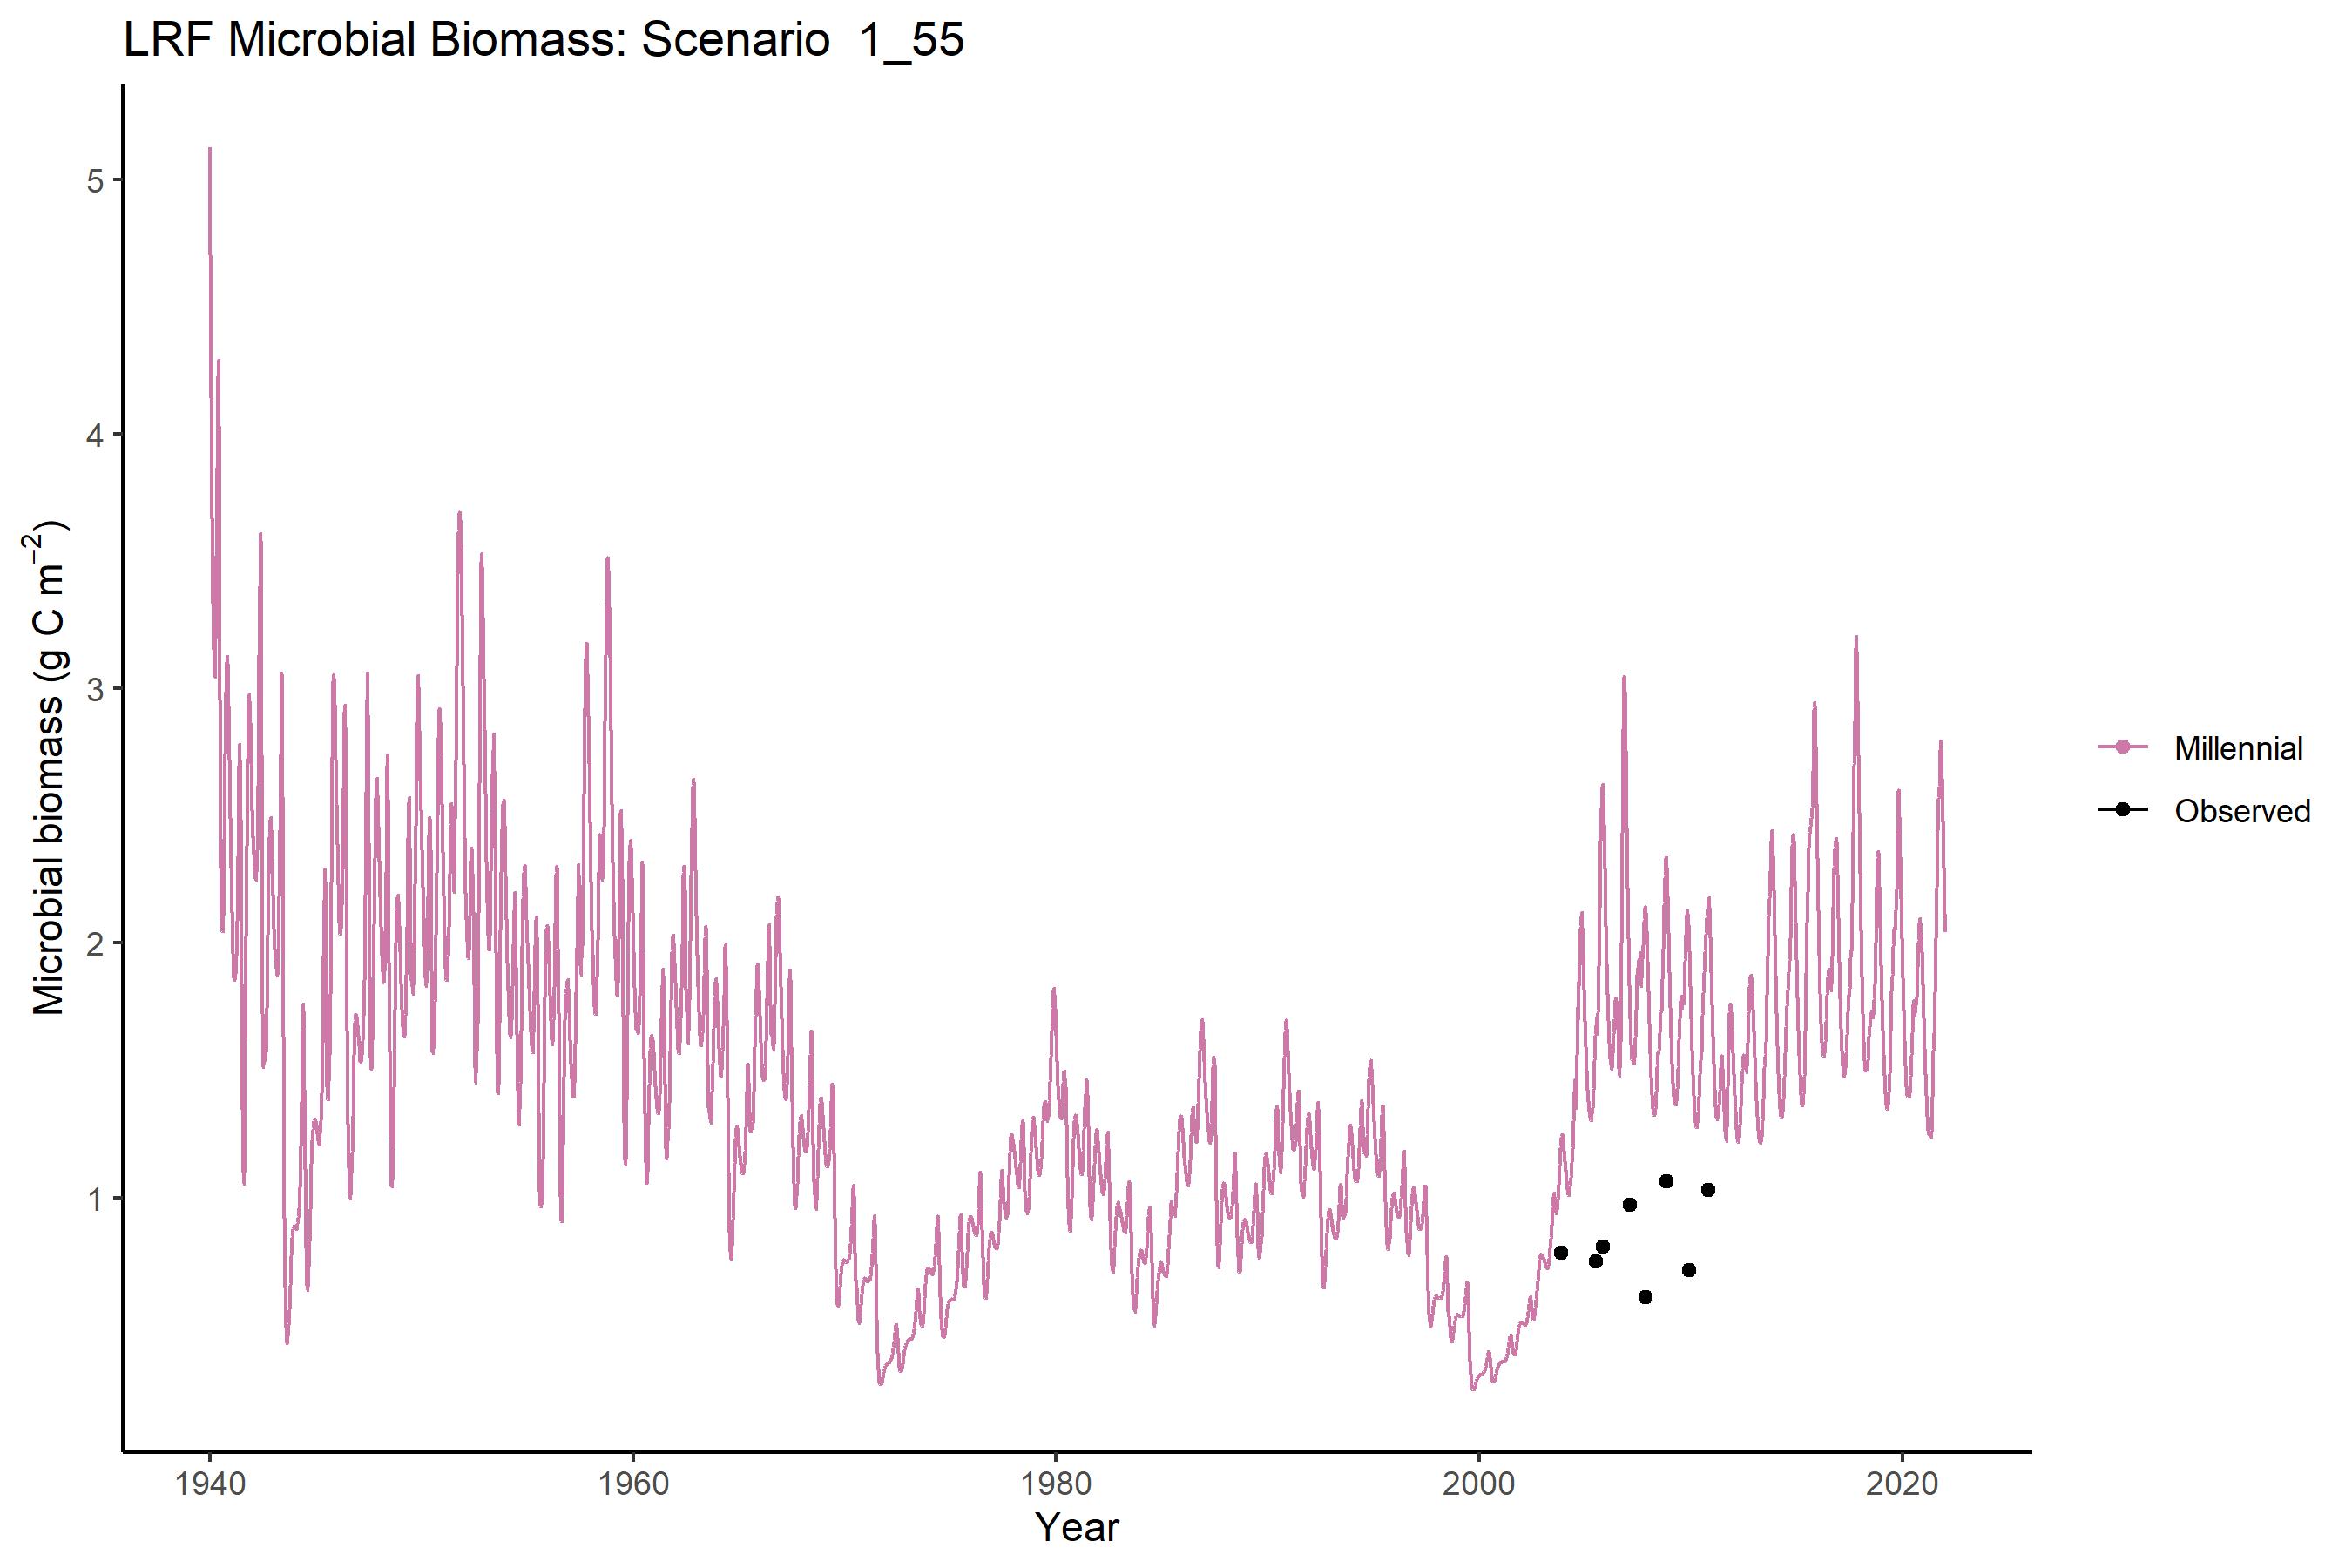 LRF Microbial Biomass: Scenario  1_55
Microbial biomass (g C m⁻²)
5
4
3
2
1
1940
1960
1980
2000
2020
Year
Millennial
Observed